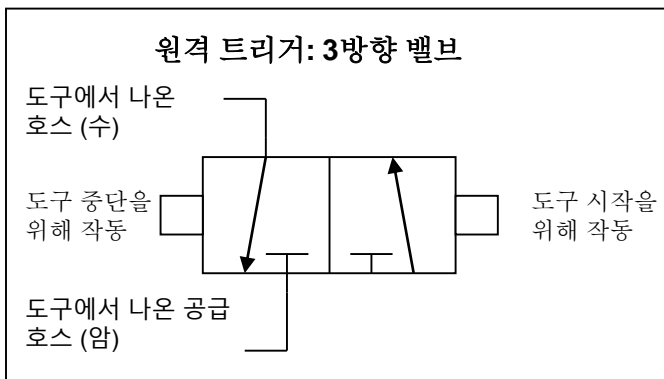 원격 트리거: 3방향 밸브
도구에서 나온
호스 (수)
도구 중단을
위해 작동
도구 시작을
위해 작동
도구에서 나온 공급
호스 (암)